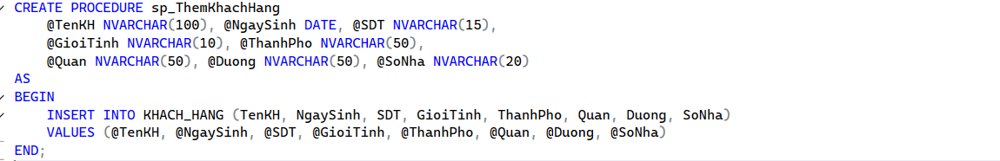 CREATE PROCEDURE sp_ThemKhachHang
@TenKH NVARCHAR(100), @NgaySinh DATE, @SDT NVARCHAR(15),
@GioiTinh NVARCHAR(10), @ThanhPho NVARCHAR(50),
@Quan NVARCHAR(50), @Duong NVARCHAR(50), @SoNha NVARCHAR(20)
AS
BEGIN
INSERT INTO KHACH_HANG (TenKH, NgaySinh, SDT, GioiTinh, ThanhPho, Quan, Duong, SoNha)
VALUES (@TenKH, @NgaySinh, @SDT, @GioiTinh, @ThanhPho, @Quan, @Duong, @SoNha)
END;